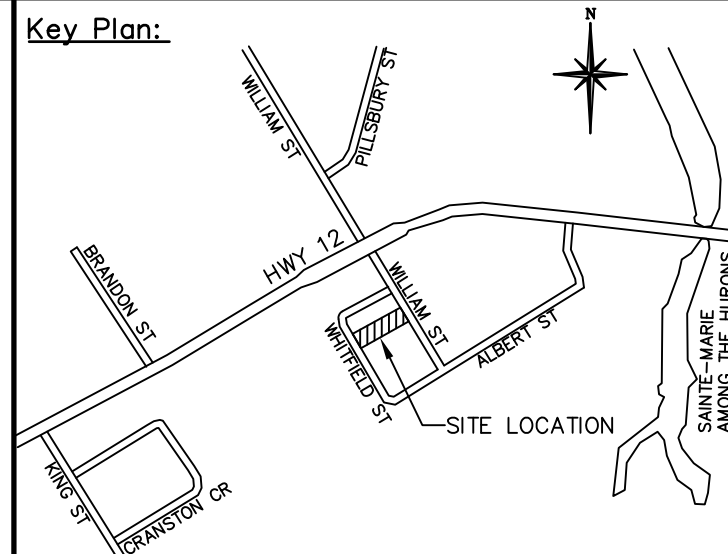 Key Plan:
N
WILLIAM ST
PILLSBURY ST
HWY 12
BRANDON ST
WILLIAM ST
WHITFIELD ST
ALBERT ST
SAINTE-MARIE
AMONG THE HURONS
SITE LOCATION
KING ST
CRANSTON CR